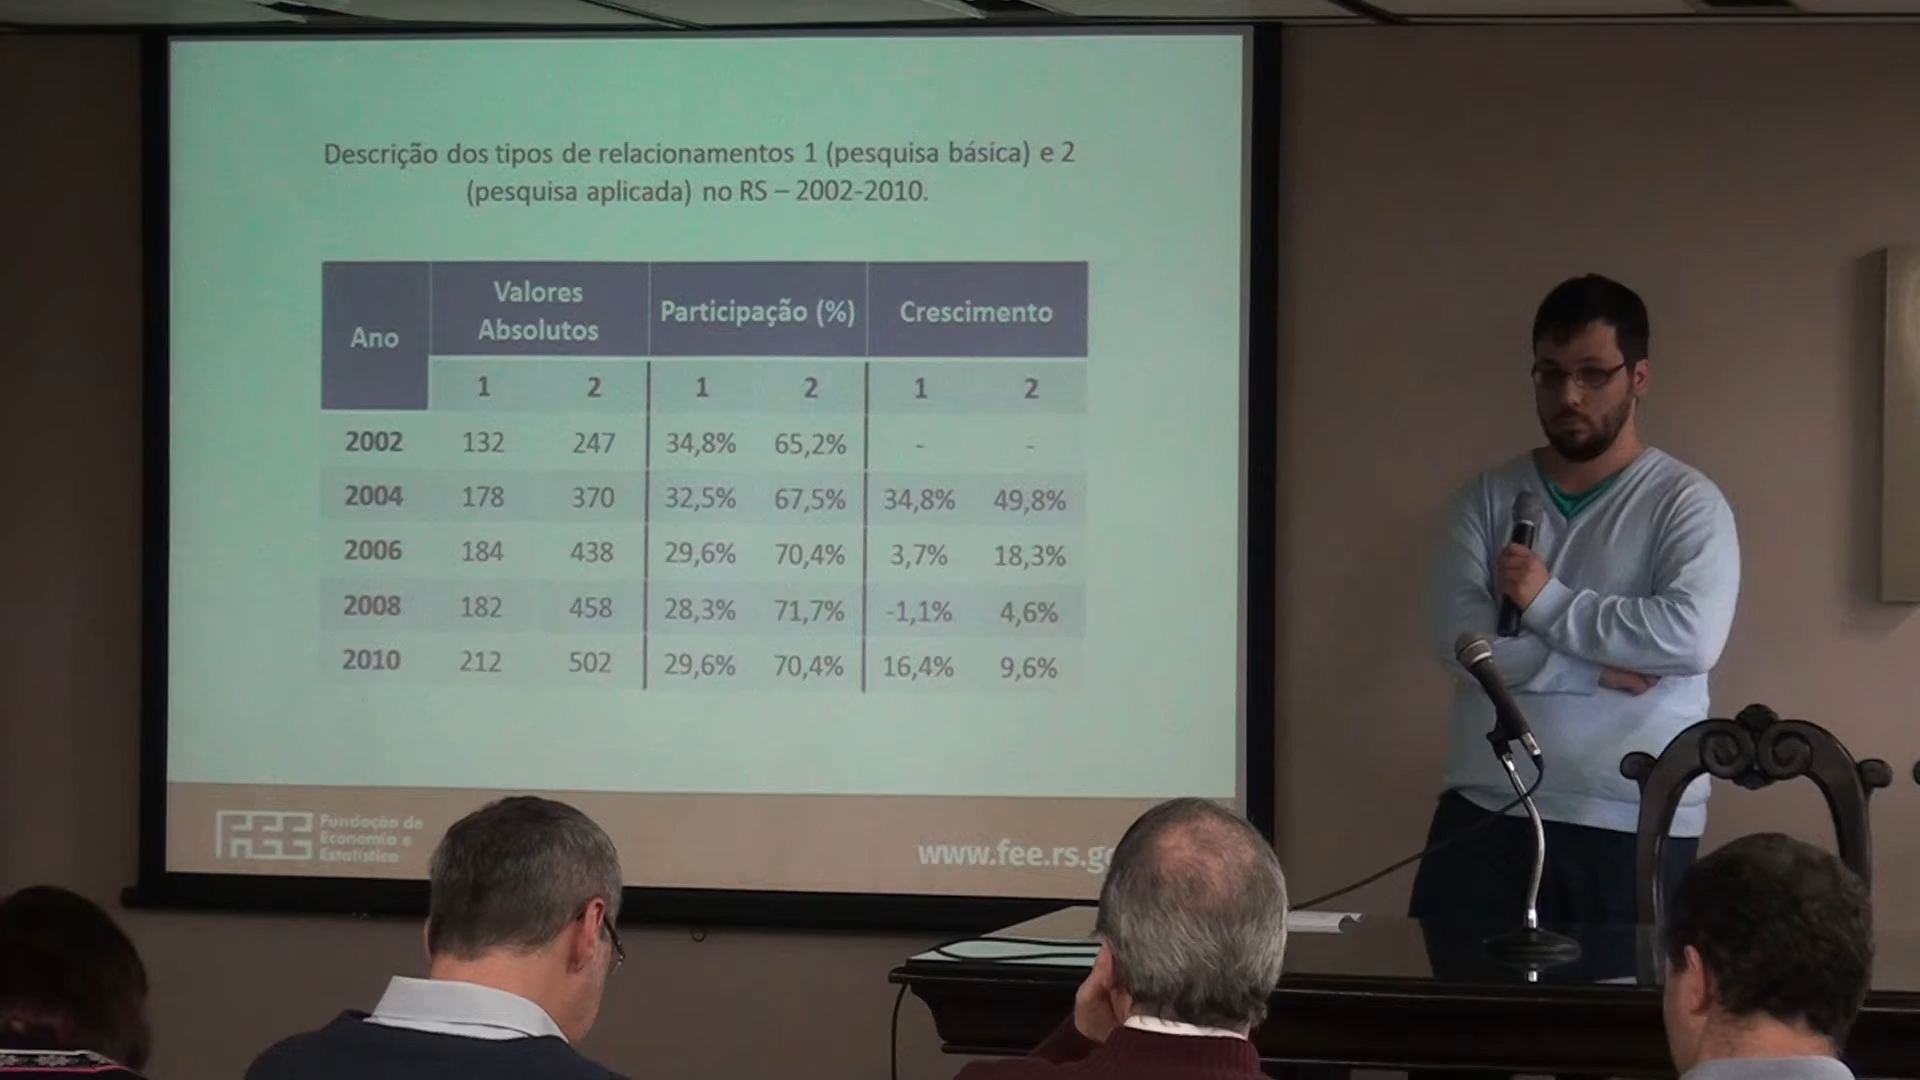 Descrição dos tipos de relacionamentos 1 (pesquisa básica) e 2
(pesquisa aplicada) no RS – 2002-2010.
Ano Valores Absolutos Participação (%) Crescimento
1 2 1 2 1 2
2002 132 247 34,8% 65,2% - -
2004 178 370 32,5% 67,5% 34,8% 49,8%
2006 184 438 29,6% 70,4% 3,7% 18,3%
2008 182 458 28,3% 71,7% -1,1% 4,6%
2010 212 502 29,6% 70,4% 16,4% 9,6%
FEE
Fundação de
Economia e
Estatística
www.fee.rs.g